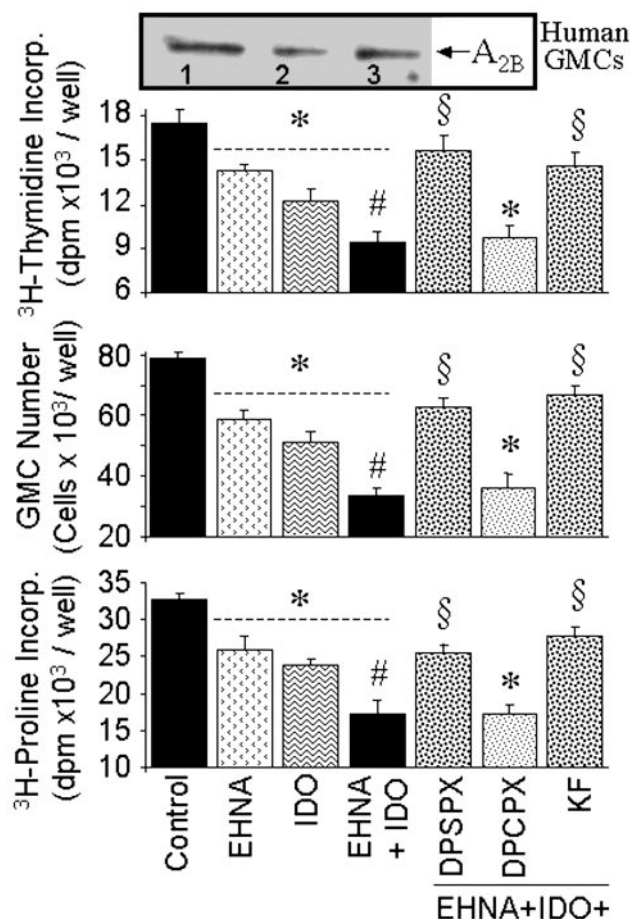 Human
GMCs
←A2B
1 2 3
³H-Thymidine Incorp.
(dpm x10³ / well)
18
15
12
9
6
* # § * §
GMC Number
(Cells x 10³/ well)
80
60
40
20
* # § * §
³H-Proline Incorp.
(dpm x10³ / well)
35
30
25
20
15
10
* # § * §
Control
EHNA
IDO
EHNA
+ IDO
DPSPX
DPCPX
KF
EHNA+IDO+